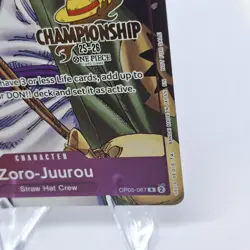 CHAMPIONSHIP
25-26
ONE PIECE
have 3 or less Life cards, add up to
DON!! deck and set it as active.
CHARACTER
Zoro-Juurou
Straw Hat Crew
OP05-067 R